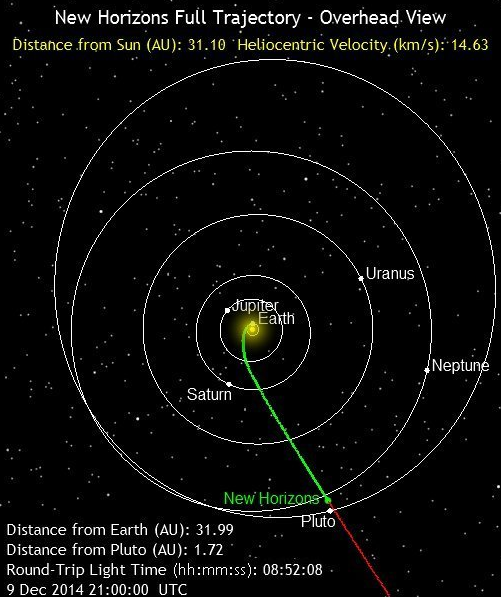 New Horizons Full Trajectory - Overhead View
Distance from Sun (AU): 31.10  Heliocentric Velocity (km/s): 14.63
Uranus
Jupiter
Earth
Neptune
Saturn
New Horizons
Pluto
Distance from Earth (AU): 31.99
Distance from Pluto (AU): 1.72
Round-Trip Light Time (hh:mm:ss): 08:52:08
9 Dec 2014 21:00:00  UTC